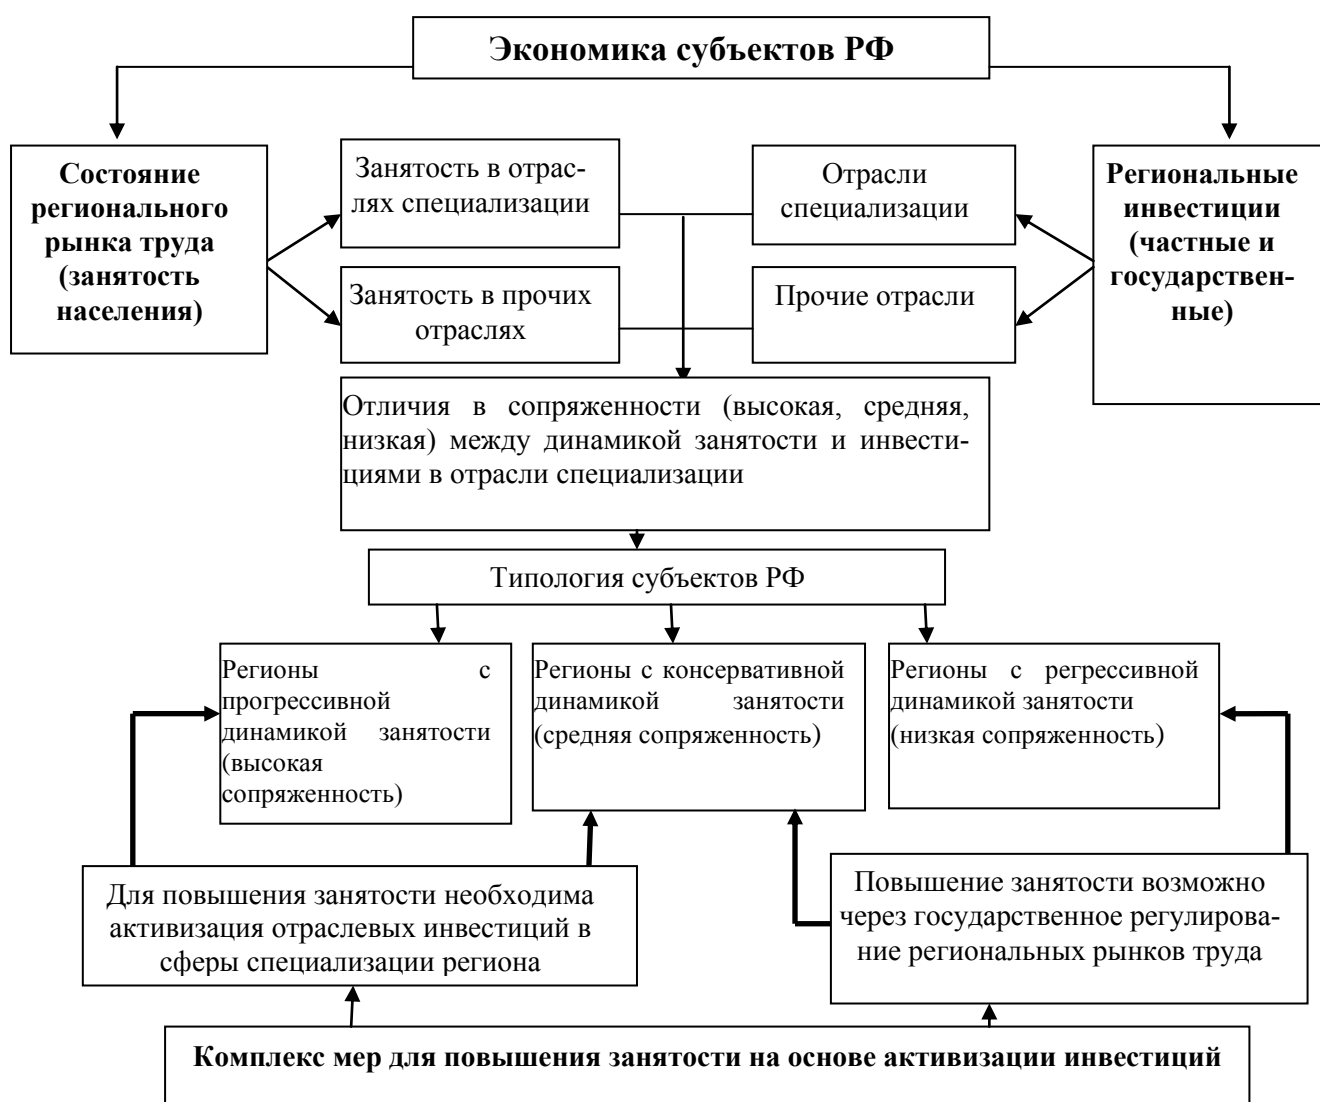 Экономика субъектов РФ
Состояние
регионального
рынка труда
(занятость
населения)
Занятость в отрас-
лях специализации
Отрасли
специализации
Региональные
инвестиции
(частные и
государствен-
ные)
Занятость в прочих
отраслях
Прочие отрасли
Отличия в сопряженности (высокая, средняя,
низкая) между динамикой занятости и инвести-
циями в отрасли специализации
Типология субъектов РФ
Регионы с
прогрессивной
динамикой занятости
(высокая
сопряженность)
Регионы с консервативной
динамикой занятости
(средняя сопряженность)
Регионы с регрессивной
динамикой занятости
(низкая сопряженность)
Для повышения занятости необходима
активизация отраслевых инвестиций в
сферы специализации региона
Повышение занятости возможно
через государственное регулирова-
ние региональных рынков труда
Комплекс мер для повышения занятости на основе активизации инвестиций